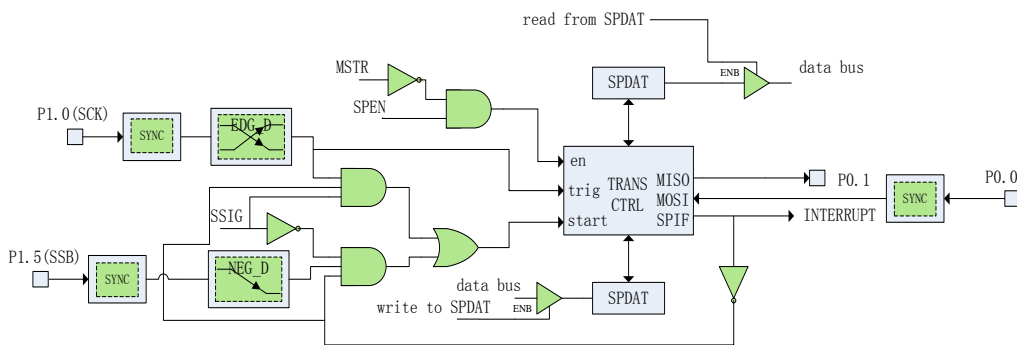 read from SPDAT
MSTR
SPDAT
ENB
data bus
SPEN
P1.0(SCK)
SYNC
EDG_D
en
trig
start
TRANS
CTRL
MISO
MOSI
SPIF
P0.1
SYNC
P0.0
INTERRUPT
SSIG
P1.5(SSB)
SYNC
NEG_D
data bus
write to SPDAT
ENB
SPDAT